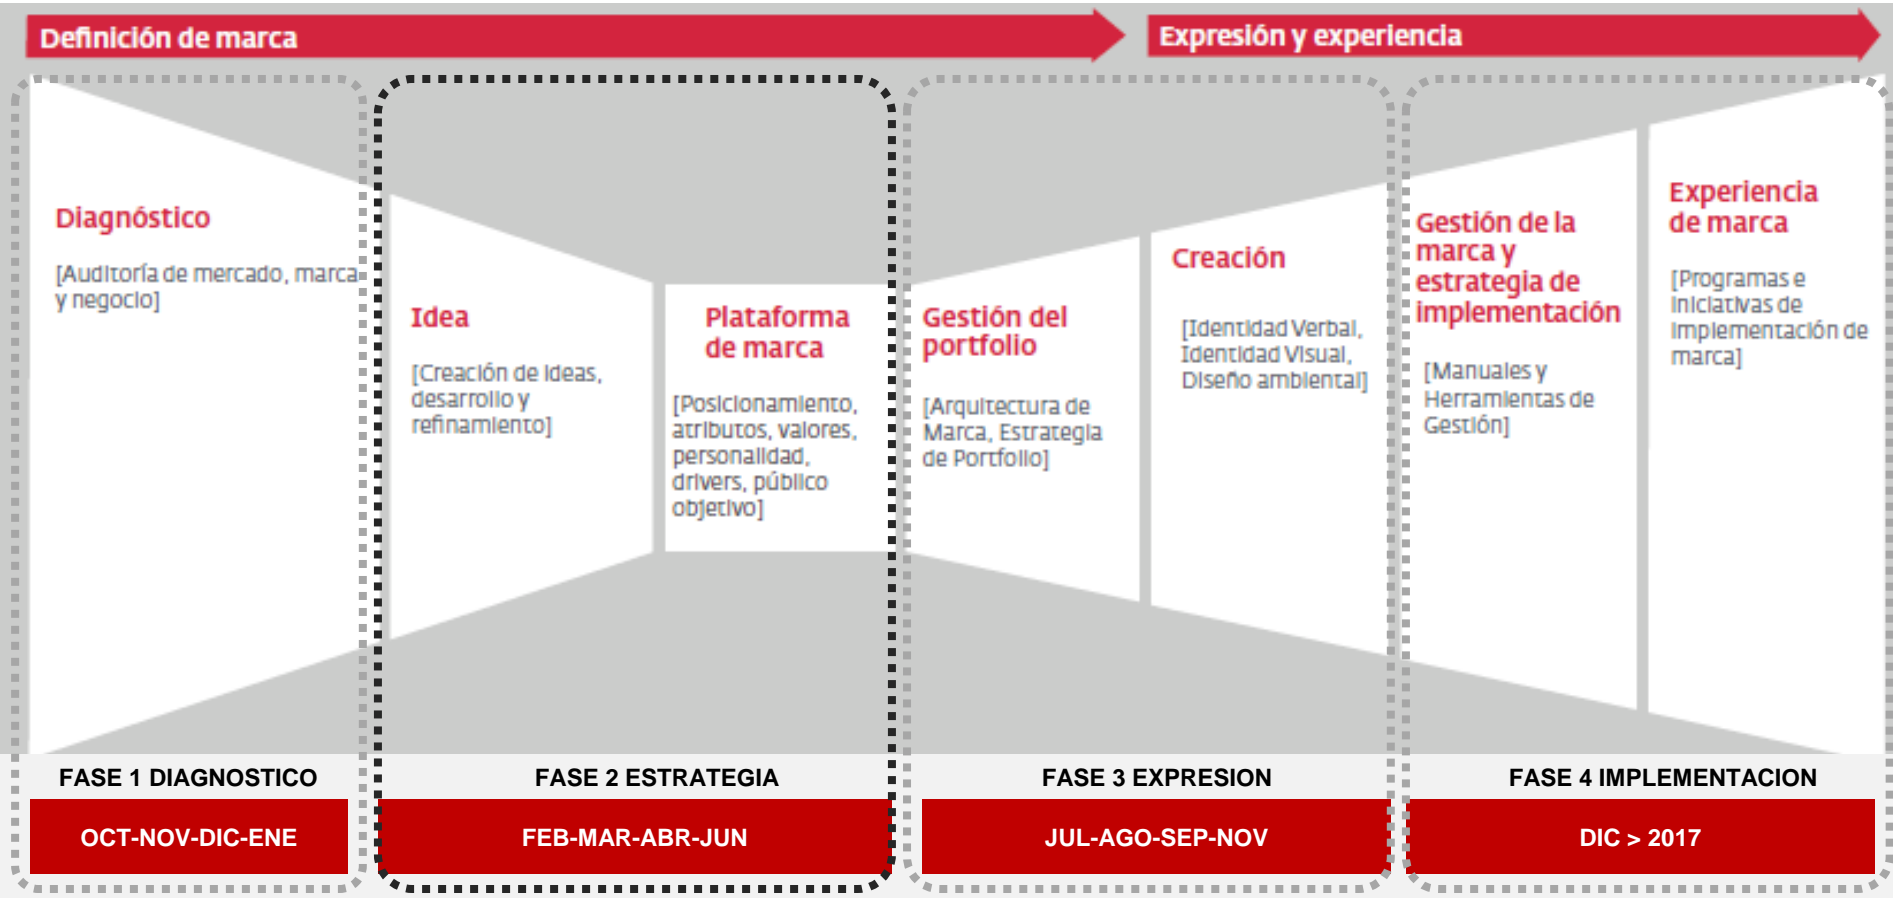 Definición de marca
Expresión y experiencia
Diagnóstico
[Auditoría de mercado, marca
y negocio]
Idea
[Creación de ideas,
desarrollo y
refinamiento]
Plataforma
de marca
[Posicionamiento,
atributos, valores,
personalidad,
drivers, público
objetivo]
Gestión del
portfolio
[Arquitectura de
Marca, Estrategia
de Portfolio]
Creación
[Identidad Verbal,
Identidad Visual,
Diseño ambiental]
Gestión de la
marca y
estrategia de
implementación
[Manuales y
Herramientas de
Gestión]
Experiencia
de marca
[Programas e
iniciativas de
implementación de
marca]
FASE 1 DIAGNOSTICO
FASE 2 ESTRATEGIA
FASE 3 EXPRESION
FASE 4 IMPLEMENTACION
OCT-NOV-DIC-ENE
FEB-MAR-ABR-JUN
JUL-AGO-SEP-NOV
DIC > 2017